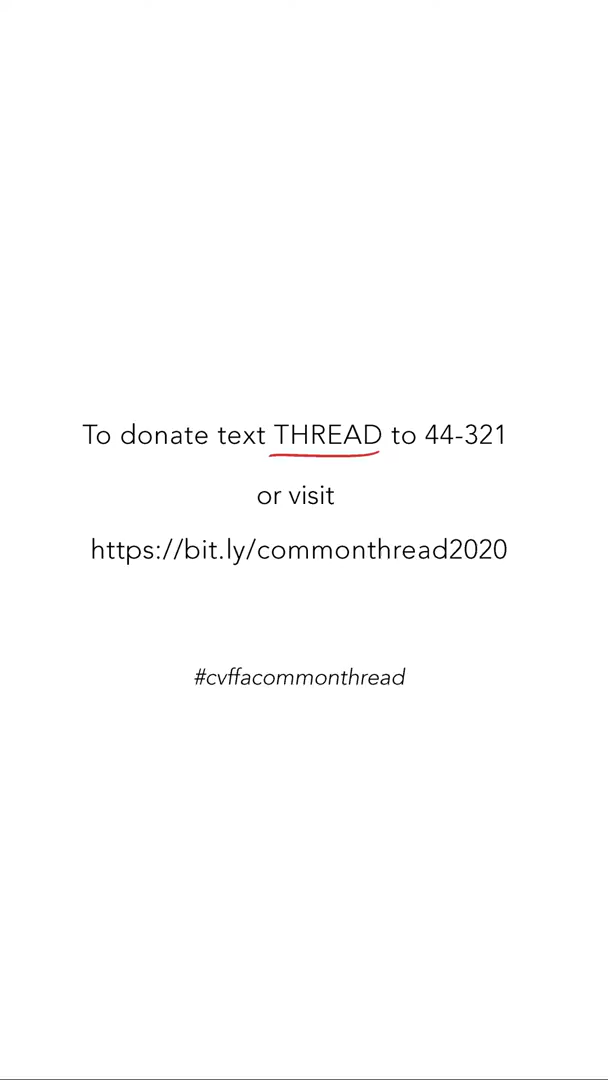 To donate text THREAD to 44-321
or visit
https://bit.ly/commonthread2020
#cvffacommonthread